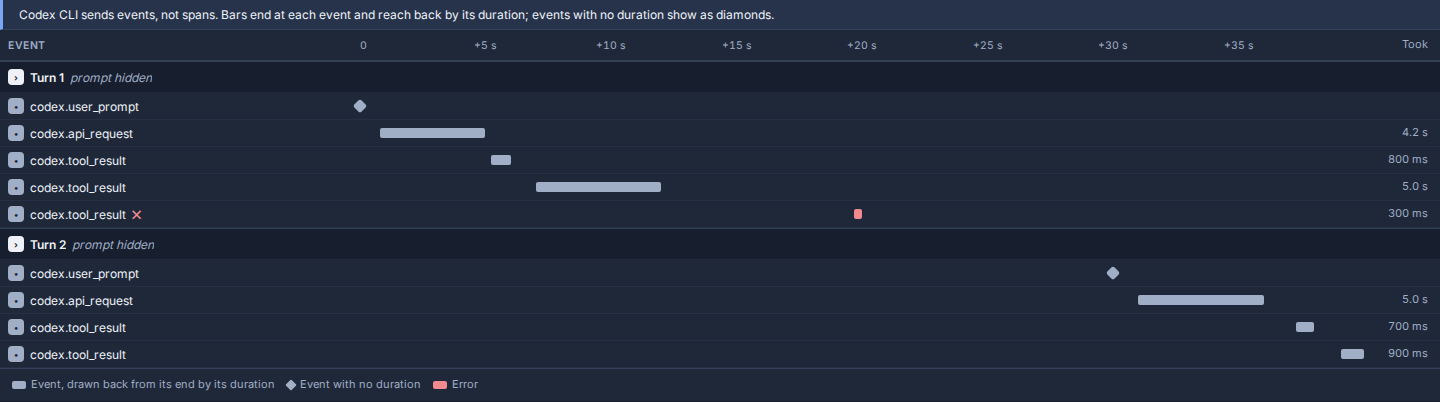 Codex CLI sends events, not spans. Bars end at each event and reach back by its duration; events with no duration show as diamonds.
EVENT 0 +5 s +10 s +15 s +20 s +25 s +30 s +35 s Took
Turn 1 prompt hidden
codex.user_prompt
codex.api_request 4.2 s
codex.tool_result 800 ms
codex.tool_result 5.0 s
codex.tool_result 300 ms
Turn 2 prompt hidden
codex.user_prompt
codex.api_request 5.0 s
codex.tool_result 700 ms
codex.tool_result 900 ms
Event, drawn back from its end by its duration Event with no duration Error